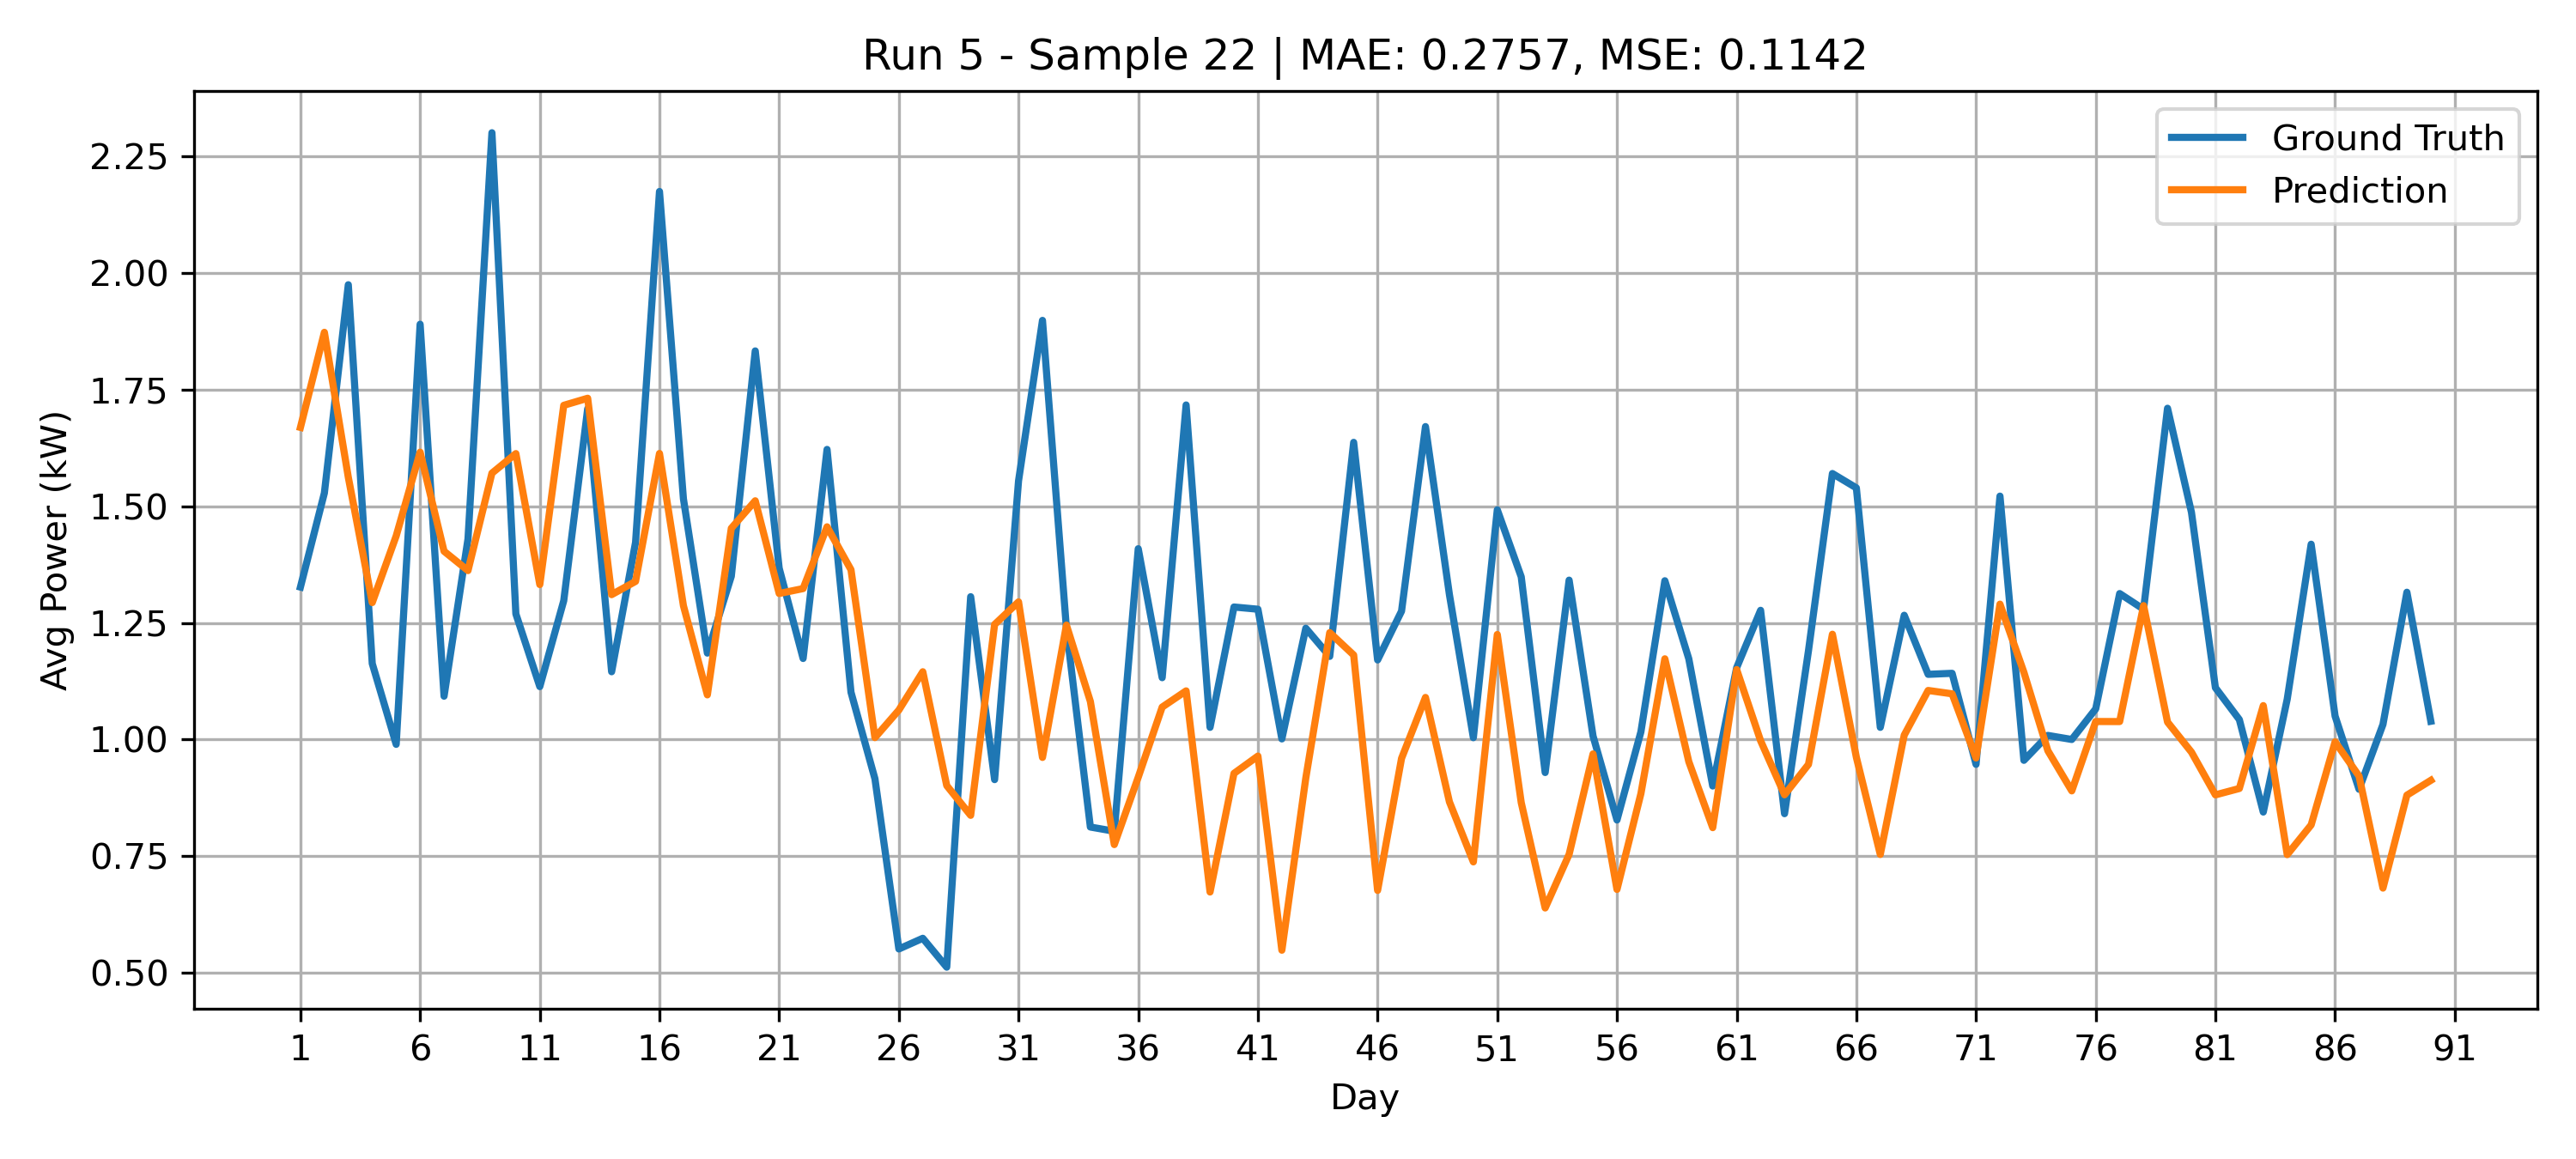 Run 5 - Sample 22 | MAE: 0.2757, MSE: 0.1142
Ground Truth
Prediction
Avg Power (kW)
2.25
2.00
1.75
1.50
1.25
1.00
0.75
0.50
1 6 11 16 21 26 31 36 41 46 51 56 61 66 71 76 81 86 91
Day